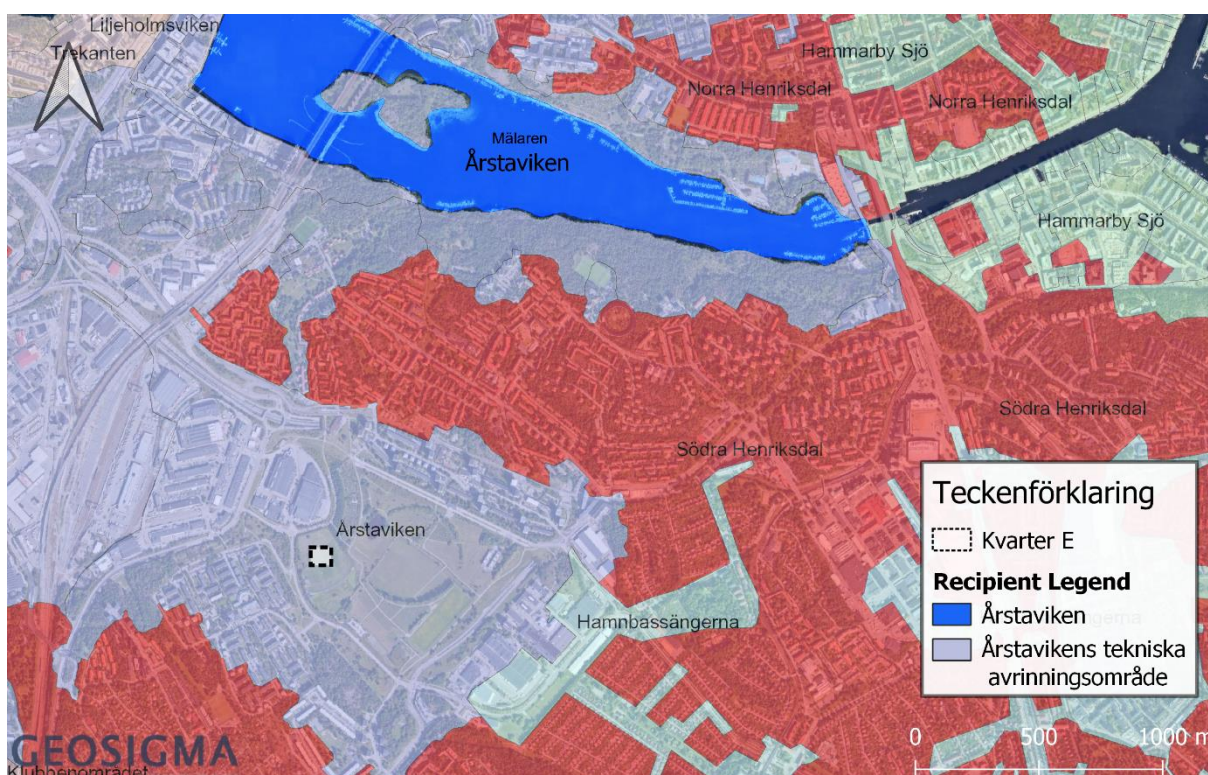 Liljeholmsviken
Trekanten
Hammarby Sjö
Norra Henriksdal
Norra Henriksdal
Mälaren
Årstaviken
Hammarby Sjö
Södra Henriksdal
Södra Henriksdal
Årstaviken
Hamnbassängerna
Teckenförklaring
Kvarter E
Recipient Legend
Årstaviken
Årstavikens tekniska
avrinningsområde
0 500 1000 m
GEOSIGMA
Klubbenområdet